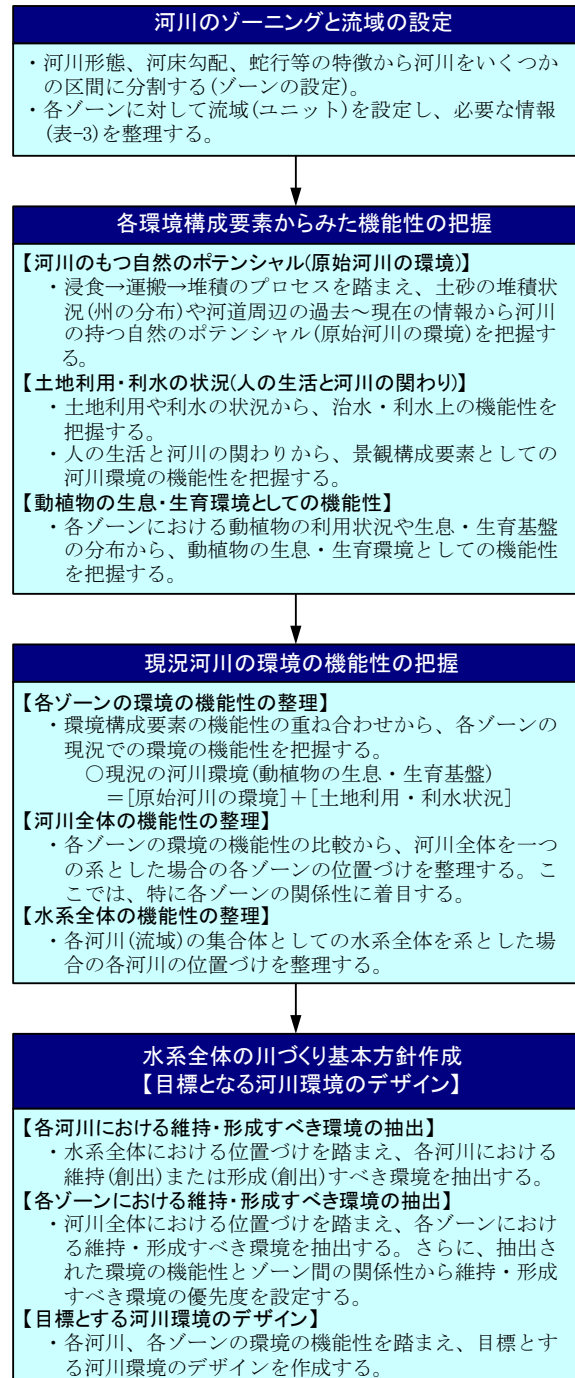 河川のゾーニングと流域の設定
・河川形態、河床勾配、蛇行等の特徴から河川をいくつか
の区間に分割する(ゾーンの設定)。
・各ゾーンに対して流域(ユニット)を設定し、必要な情報
(表-3)を整理する。
各環境構成要素からみた機能性の把握
【河川のもつ自然のポテンシャル(原始河川の環境)】
・浸食→運搬→堆積のプロセスを踏まえ、土砂の堆積状
況(州の分布)や河道周辺の過去～現在の情報から河川
の持つ自然のポテンシャル(原始河川の環境)を把握す
る。
【土地利用・利水の状況(人の生活と河川の関わり)】
・土地利用や利水の状況から、治水・利水上の機能性を
把握する。
・人の生活と河川の関わりから、景観構成要素としての
河川環境の機能性を把握する。
【動植物の生息・生育環境としての機能性】
・各ゾーンにおける動植物の利用状況や生息・生育基盤
の分布から、動植物の生息・生育環境としての機能性
を把握する。
現況河川の環境の機能性の把握
【各ゾーンの環境の機能性の整理】
・環境構成要素の機能性の重ね合わせから、各ゾーンの
現況での環境の機能性を把握する。
○現況の河川環境(動植物の生息・生育基盤)
＝[原始河川の環境]＋[土地利用・利水状況]
【河川全体の機能性の整理】
・各ゾーンの環境の機能性の比較から、河川全体を一つ
の系とした場合の各ゾーンの位置づけを整理する。こ
こでは、特に各ゾーンの関係性に着目する。
【水系全体の機能性の整理】
・各河川(流域)の集合体としての水系全体を系とした場
合の各河川の位置づけを整理する。
水系全体の川づくり基本方針作成
【目標となる河川環境のデザイン】
【各河川における維持・形成すべき環境の抽出】
・水系全体における位置づけを踏まえ、各河川における
維持(創出)または形成(創出)すべき環境を抽出する。
【各ゾーンにおける維持・形成すべき環境の抽出】
・河川全体における位置づけを踏まえ、各ゾーンにおけ
る維持・形成すべき環境を抽出する。さらに、抽出さ
れた環境の機能性とゾーン間の関係性から維持・形成
すべき環境の優先度を設定する。
【目標とする河川環境のデザイン】
・各河川、各ゾーンの環境の機能性を踏まえ、目標とす
る河川環境のデザインを作成する。